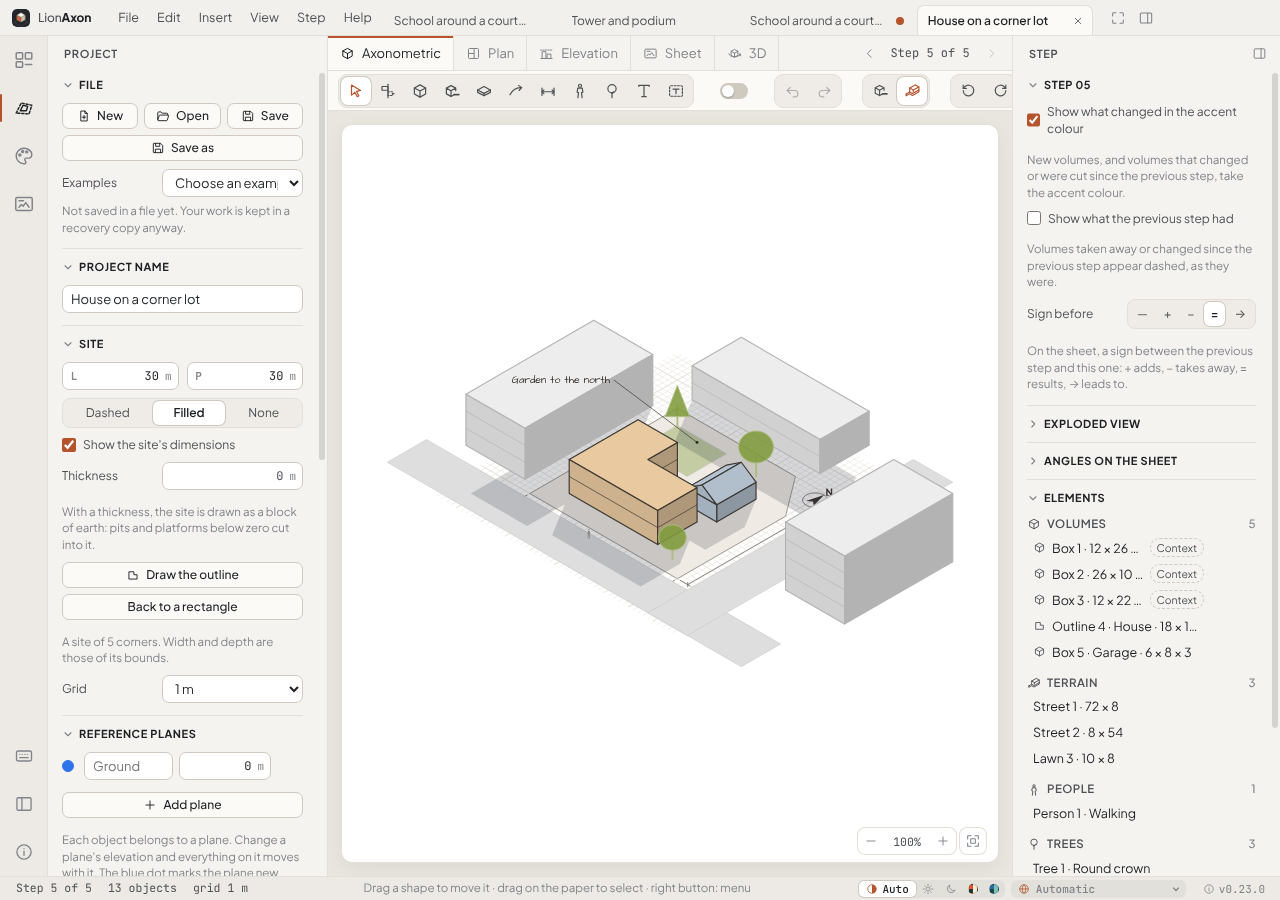 LionAxon
File Edit Insert View Step Help
School around a court…
Tower and podium
School around a court…
House on a corner lot
PROJECT
FILE
New Open Save
Save as
Examples Choose an examp
Not saved in a file yet. Your work is kept in a
recovery copy anyway.
PROJECT NAME
House on a corner lot
SITE
L 30 m P 30 m
Dashed Filled None
Show the site's dimensions
Thickness 0 m
With a thickness, the site is drawn as a block
of earth: pits and platforms below zero cut
into it.
Draw the outline
Back to a rectangle
A site of 5 corners. Width and depth are
those of its bounds.
Grid 1 m
REFERENCE PLANES
Ground 0 m
Add plane
Each object belongs to a plane. Change a
plane's elevation and everything on it moves
with it. The blue dot marks the plane new
Axonometric Plan Elevation Sheet 3D
Step 5 of 5
Garden to the north
N
100%
STEP
STEP 05
Show what changed in the accent
colour
New volumes, and volumes that changed
or were cut since the previous step, take
the accent colour.
Show what the previous step had
Volumes taken away or changed since the
previous step appear dashed, as they
were.
Sign before — + − = →
On the sheet, a sign between the previous
step and this one: + adds, − takes away, =
results, → leads to.
EXPLODED VIEW
ANGLES ON THE SHEET
ELEMENTS
VOLUMES 5
Box 1 · 12 × 26 … Context
Box 2 · 26 × 10 … Context
Box 3 · 12 × 22 … Context
Outline 4 · House · 18 × 1…
Box 5 · Garage · 6 × 8 × 3
TERRAIN 3
Street 1 · 72 × 8
Street 2 · 8 × 54
Lawn 3 · 10 × 8
PEOPLE 1
Person 1 · Walking
TREES 3
Tree 1 · Round crown
Step 5 of 5 13 objects grid 1 m
Drag a shape to move it · drag on the paper to select · right button: menu
Auto
Automatic
v0.23.0